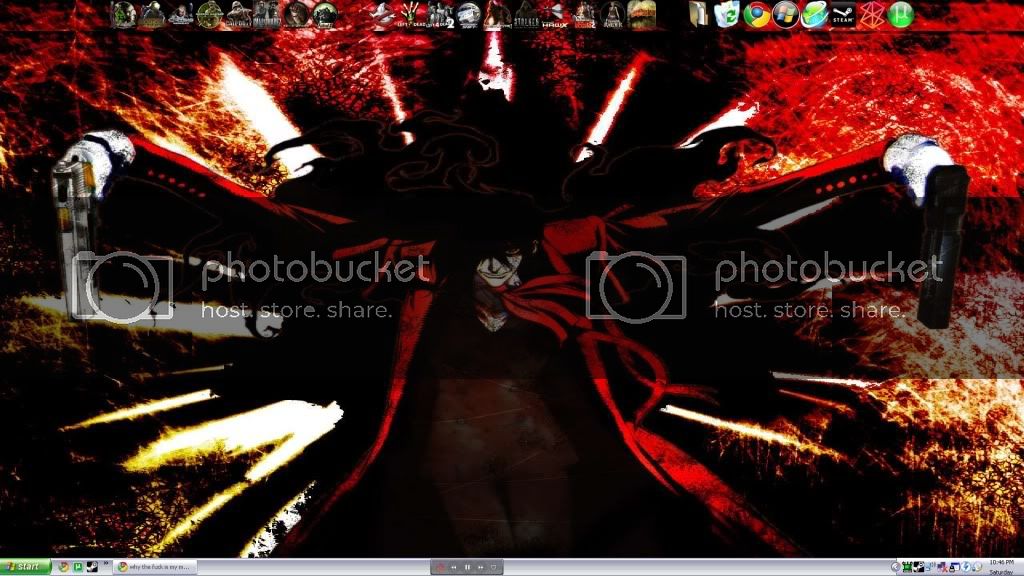 STALKER
HAWX
STEAM
photobucket
host. store. share.
photobucket
host. store. share.
start
why the fuck is my m...
10:46 PM
Saturday